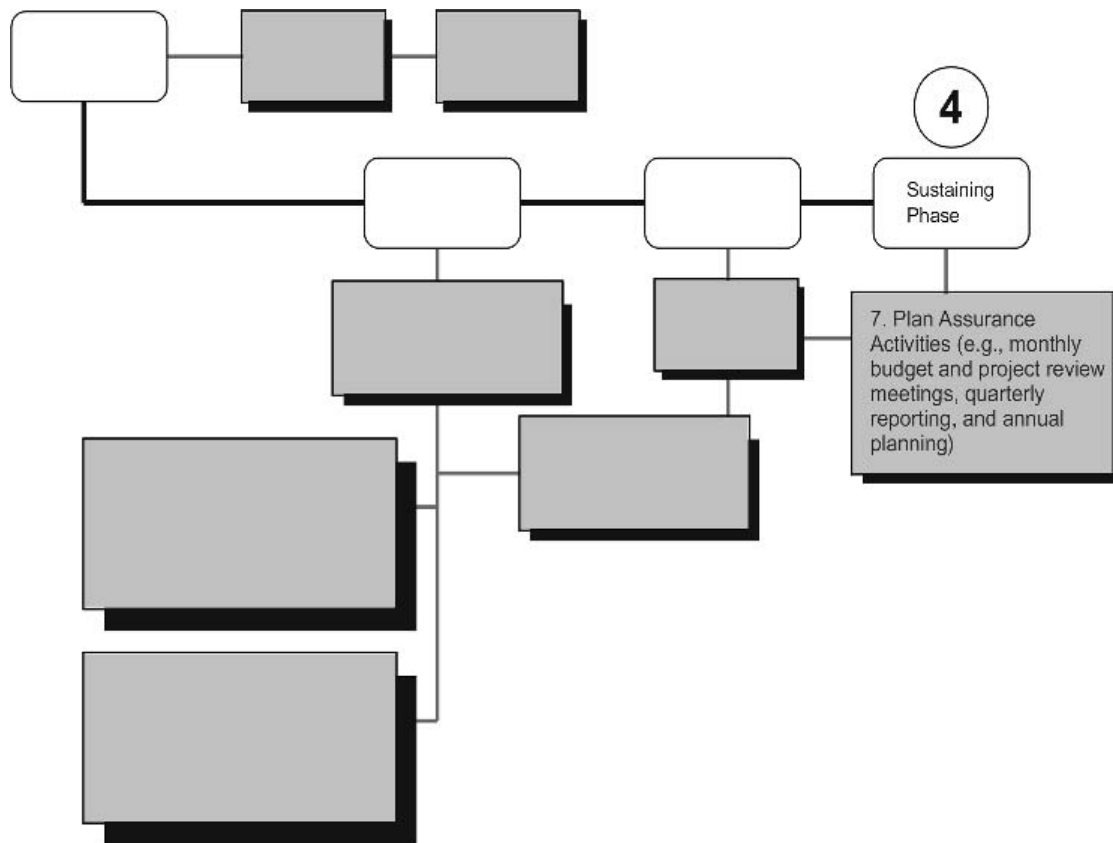 4
Sustaining
Phase
7. Plan Assurance
Activities (e.g., monthly
budget and project review
meetings, quarterly
reporting, and annual
planning)